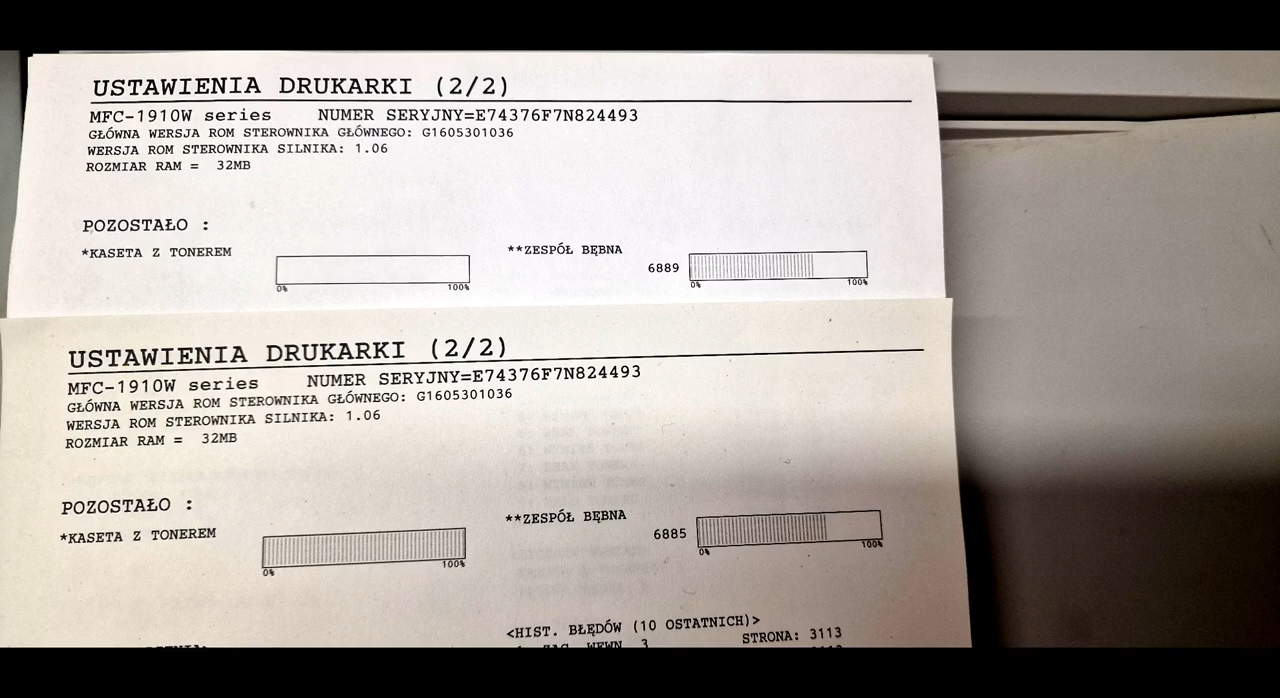 USTAWIENIA DRUKARKI (2/2)
MFC-1910W series NUMER SERYJNY=E74376F7N824493
GŁÓWNA WERSJA ROM STEROWNIKA GŁÓWNEGO: G1605301036
WERSJA ROM STEROWNIKA SILNIKA: 1.06
ROZMIAR RAM = 32MB
POZOSTAŁO :
*KASETA Z TONEREM **ZESPÓŁ BĘBNA
6889
0% 100% 0% 100%
USTAWIENIA DRUKARKI (2/2)
MFC-1910W series NUMER SERYJNY=E74376F7N824493
GŁÓWNA WERSJA ROM STEROWNIKA GŁÓWNEGO: G1605301036
WERSJA ROM STEROWNIKA SILNIKA: 1.06
ROZMIAR RAM = 32MB
POZOSTAŁO :
*KASETA Z TONEREM **ZESPÓŁ BĘBNA
6885
0% 100% 0% 100%
<HIST. BŁĘDÓW (10 OSTATNICH)>
ZAC. WEWN. 3 STRONA: 3113